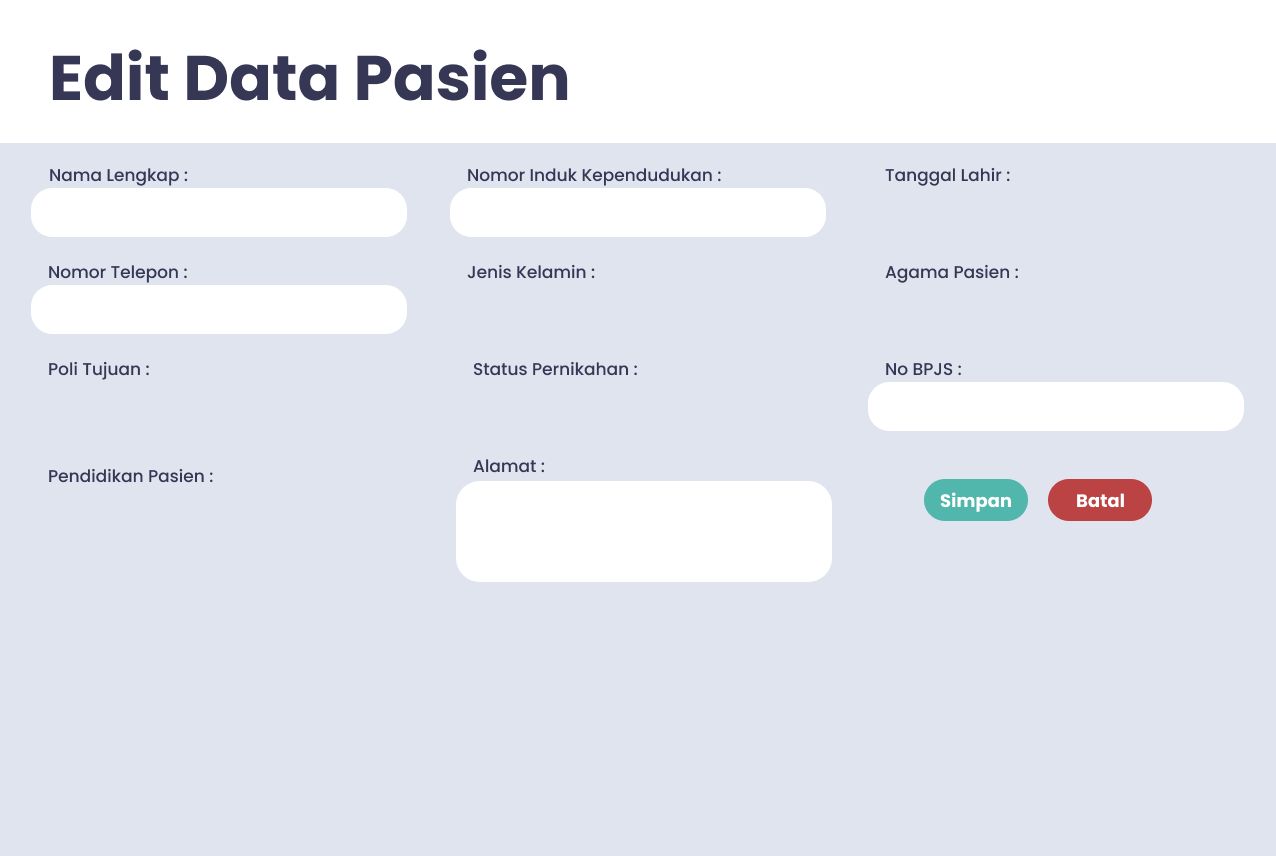 Edit Data Pasien
Nama Lengkap :
Nomor Induk Kependudukan :
Tanggal Lahir :
Nomor Telepon :
Jenis Kelamin :
Agama Pasien :
Poli Tujuan :
Status Pernikahan :
No BPJS :
Pendidikan Pasien :
Alamat :
Simpan
Batal